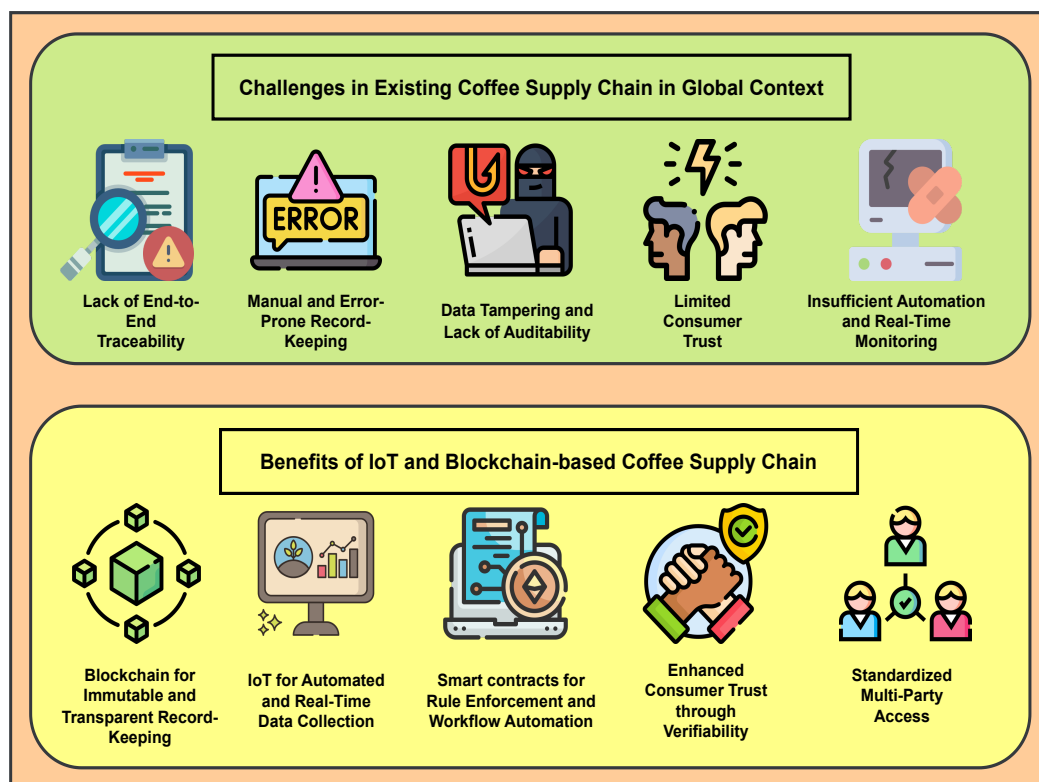 Challenges in Existing Coffee Supply Chain in Global Context
ERROR
Lack of End-to-
End
Traceability
Manual and Error-
Prone Record-
Keeping
Data Tampering and
Lack of Auditability
Limited
Consumer
Trust
Insufficient Automation
and Real-Time
Monitoring
Benefits of IoT and Blockchain-based Coffee Supply Chain
Blockchain for
Immutable and
Transparent Record-
Keeping
IoT for Automated
and Real-Time
Data Collection
Smart contracts for
Rule Enforcement and
Workflow Automation
Enhanced
Consumer Trust
through
Verifiability
Standardized
Multi-Party
Access